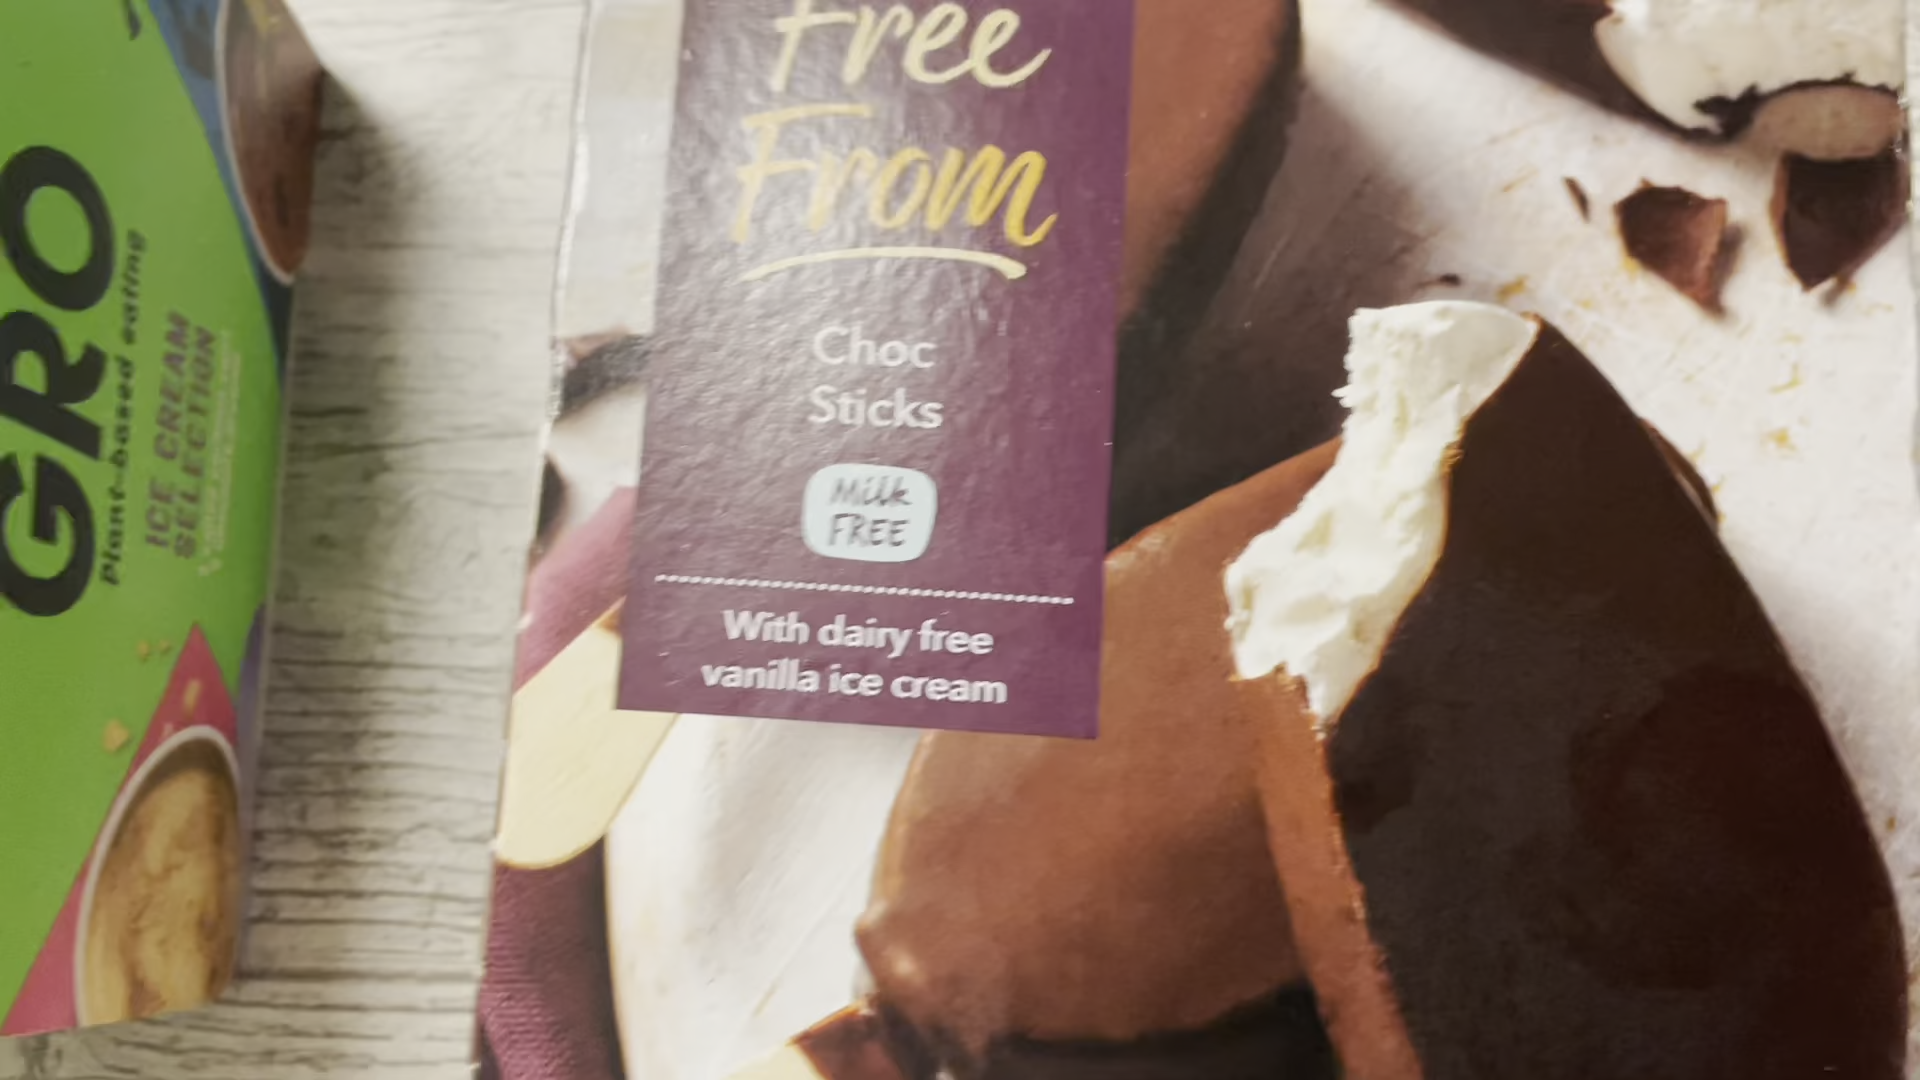 GRO
Plant-based eating
ICE CREAM
SELECTION
Free
From
Choc
Sticks
Milk
FREE
With dairy free
vanilla ice cream